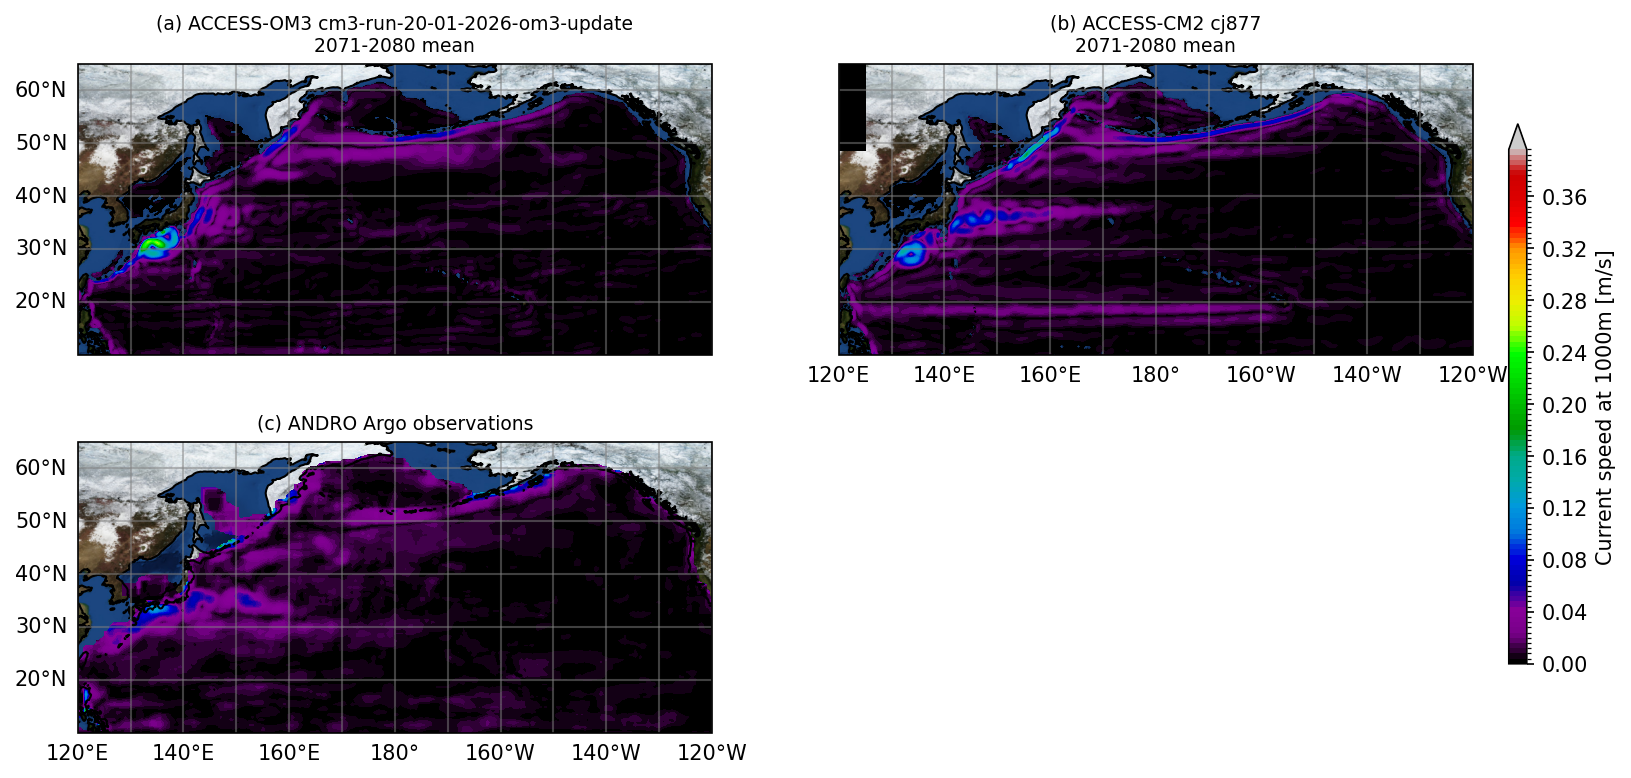 (a) ACCESS-OM3 cm3-run-20-01-2026-om3-update
2071-2080 mean
(b) ACCESS-CM2 cj877
2071-2080 mean
60°N
50°N
40°N
30°N
20°N
120°E 140°E 160°E 180° 160°W 140°W 120°W
(c) ANDRO Argo observations
60°N
50°N
40°N
30°N
20°N
120°E 140°E 160°E 180° 160°W 140°W 120°W
0.36
0.32
0.28
0.24
0.20
0.16
0.12
0.08
0.04
0.00
Current speed at 1000m [m/s]